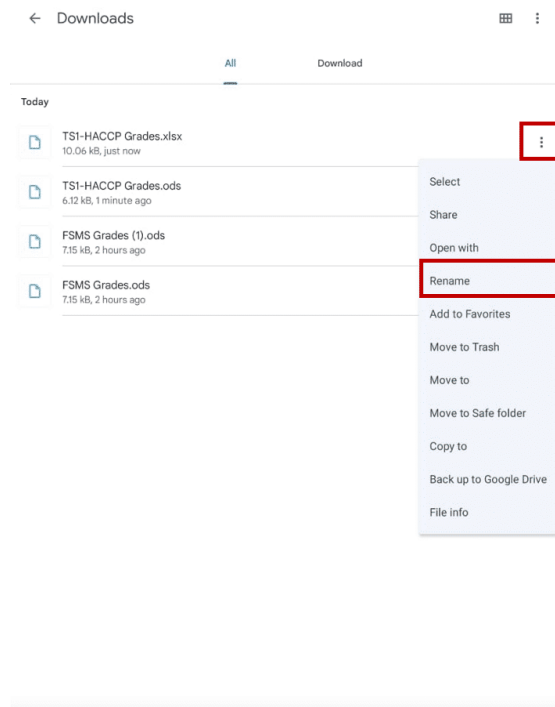 Downloads
All
Download
Today
TS1-HACCP Grades.xlsx
10.06 kB, just now
TS1-HACCP Grades.ods
6.12 kB, 1 minute ago
FSMS Grades (1).ods
7.15 kB, 2 hours ago
FSMS Grades.ods
7.15 kB, 2 hours ago
Select
Share
Open with
Rename
Add to Favorites
Move to Trash
Move to
Move to Safe folder
Copy to
Back up to Google Drive
File info